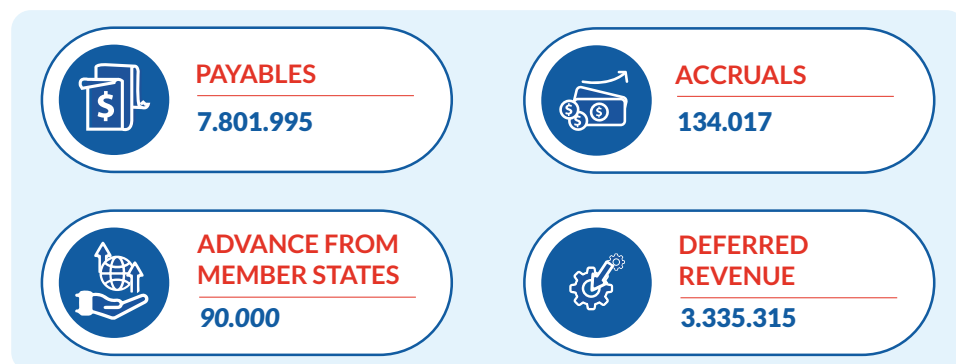 PAYABLES
7.801.995
ACCRUALS
134.017
ADVANCE FROM
MEMBER STATES
90.000
DEFERRED
REVENUE
3.335.315